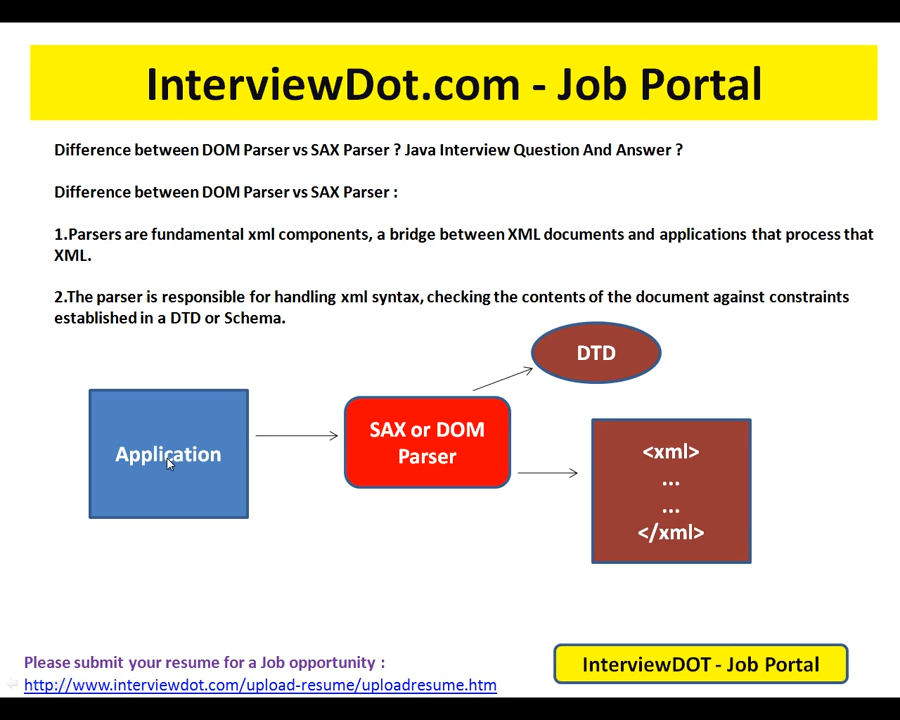 InterviewDot.com - Job Portal
Difference between DOM Parser vs SAX Parser ? Java Interview Question And Answer ?
Difference between DOM Parser vs SAX Parser :
1.Parsers are fundamental xml components, a bridge between XML documents and applications that process that
XML.
2.The parser is responsible for handling xml syntax, checking the contents of the document against constraints
established in a DTD or Schema.
DTD
Application
SAX or DOM
Parser
<xml>
...
...
</xml>
Please submit your resume for a Job opportunity :
http://www.interviewdot.com/upload-resume/uploadresume.htm
InterviewDOT - Job Portal